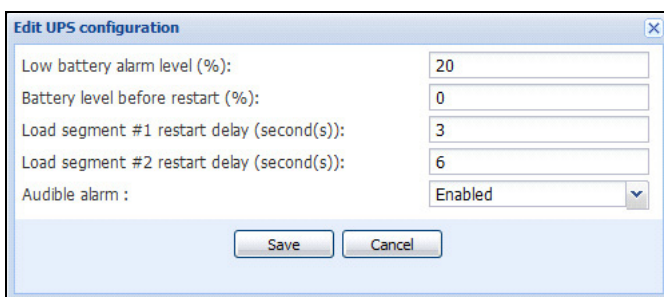 Edit UPS configuration
Low battery alarm level (%): 20
Battery level before restart (%): 0
Load segment #1 restart delay (second(s)): 3
Load segment #2 restart delay (second(s)): 6
Audible alarm : Enabled
Save Cancel